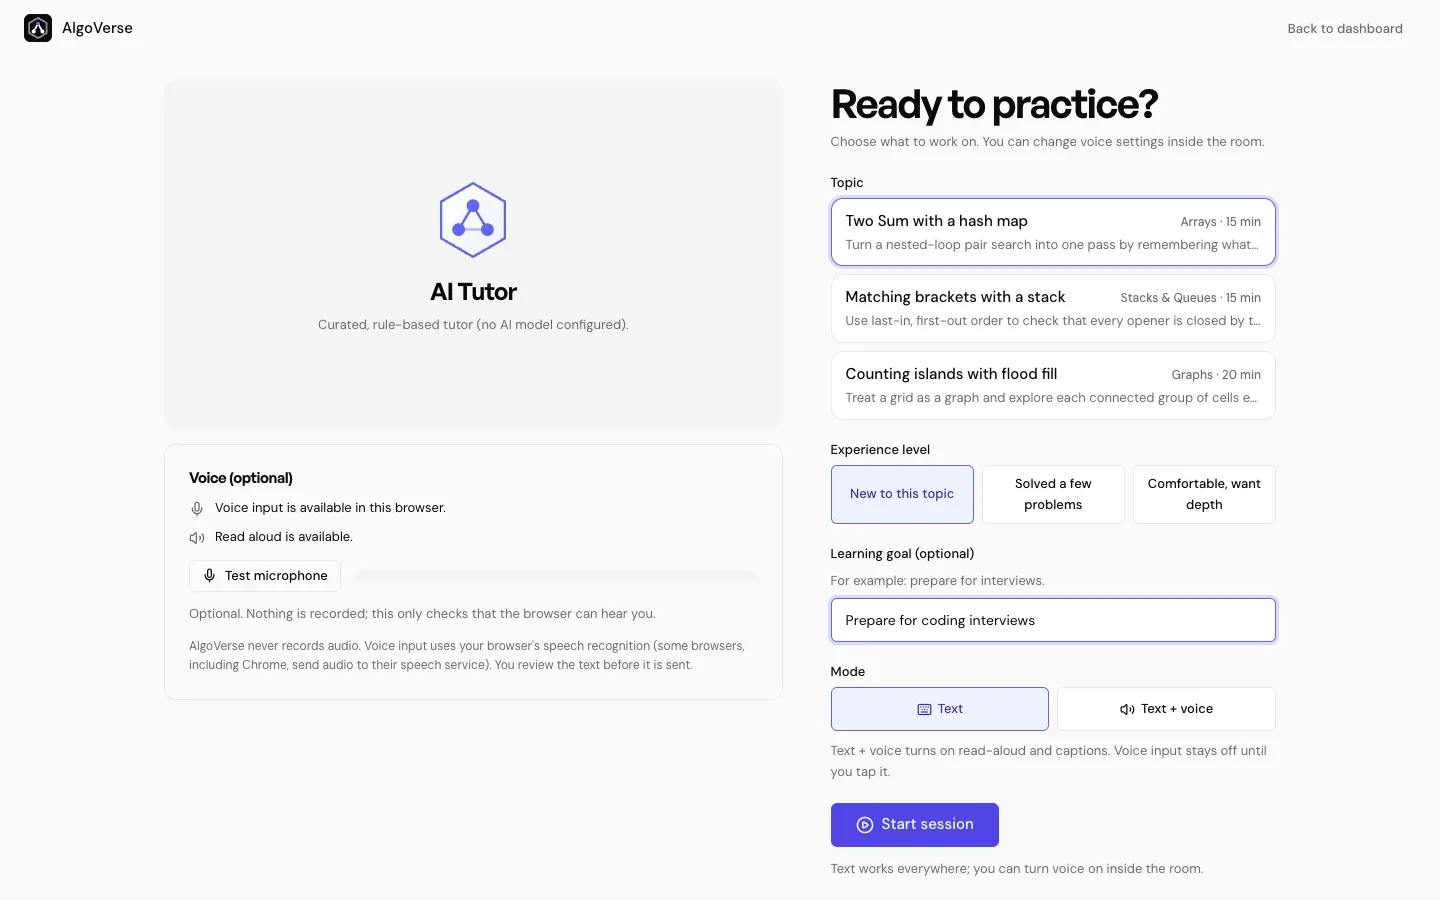 AlgoVerse
Back to dashboard
AI Tutor
Curated, rule-based tutor (no AI model configured).
Voice (optional)
Voice input is available in this browser.
Read aloud is available.
Test microphone
Optional. Nothing is recorded; this only checks that the browser can hear you.
AlgoVerse never records audio. Voice input uses your browser's speech recognition (some browsers,
including Chrome, send audio to their speech service). You review the text before it is sent.
Ready to practice?
Choose what to work on. You can change voice settings inside the room.
Topic
Two Sum with a hash map
Arrays · 15 min
Turn a nested-loop pair search into one pass by remembering what...
Matching brackets with a stack
Stacks & Queues · 15 min
Use last-in, first-out order to check that every opener is closed by t...
Counting islands with flood fill
Graphs · 20 min
Treat a grid as a graph and explore each connected group of cells e...
Experience level
New to this topic
Solved a few
problems
Comfortable, want
depth
Learning goal (optional)
For example: prepare for interviews.
Prepare for coding interviews
Mode
Text
Text + voice
Text + voice turns on read-aloud and captions. Voice input stays off until
you tap it.
Start session
Text works everywhere; you can turn voice on inside the room.